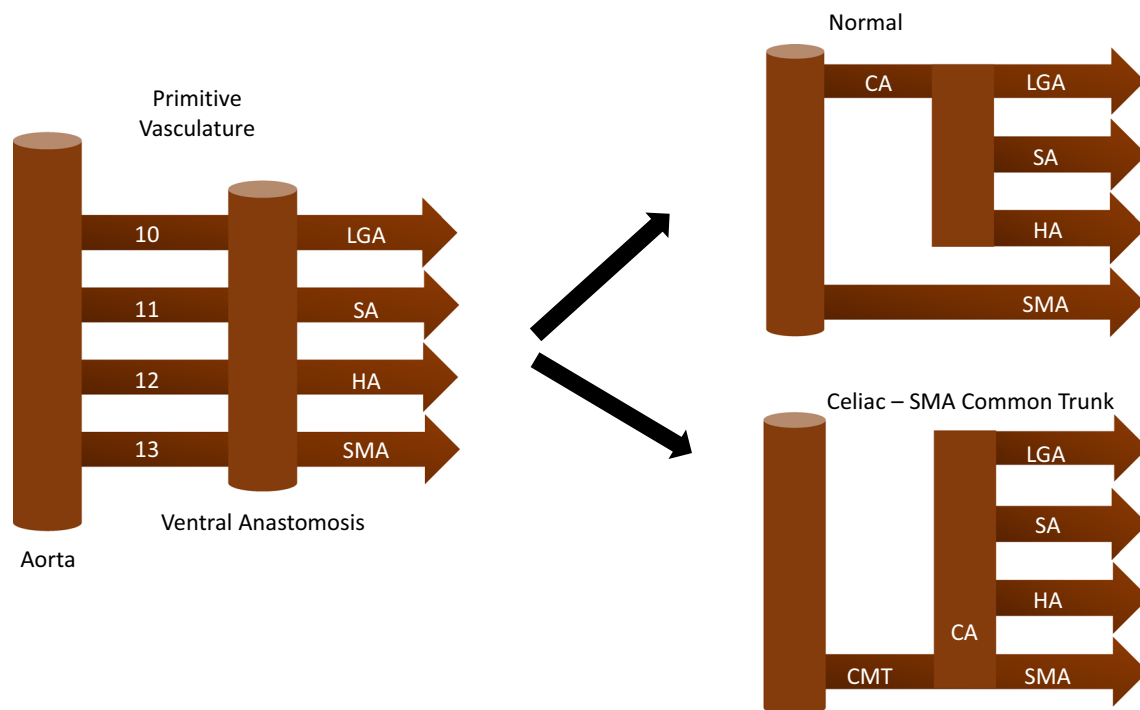 Primitive
Vasculature
10
LGA
11
SA
12
HA
13
SMA
Ventral Anastomosis
Aorta
Normal
CA
LGA
SA
HA
SMA
Celiac – SMA Common Trunk
LGA
SA
HA
CA
CMT
SMA